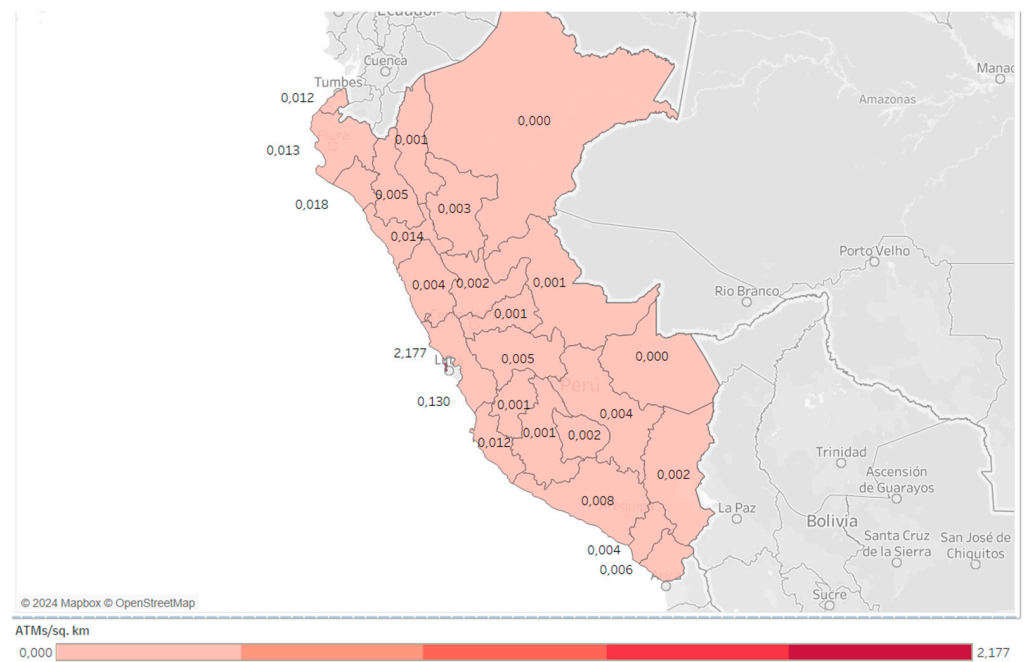 Ecuador
Cuenca
Manac
Tumbes
0,012
Amazonas
0,000
Piura
0,001
0,013
0,005
0,018
0,003
0,014
Porto Velho
0,004
0,002
0,001
Rio Branco
0,001
2,177
0,005
0,000
Perú
0,130
0,001
0,004
0,012
0,001
0,002
Trinidad
0,002
Ascensión
de Guarayos
0,008
Arequipa
La Paz
Bolivia
0,004
Santa Cruz
de la Sierra
San José de
Chiquitos
0,006
Arica
Sucre
© 2024 Mapbox © OpenStreetMap
ATMs/sq. km
0,000
2,177